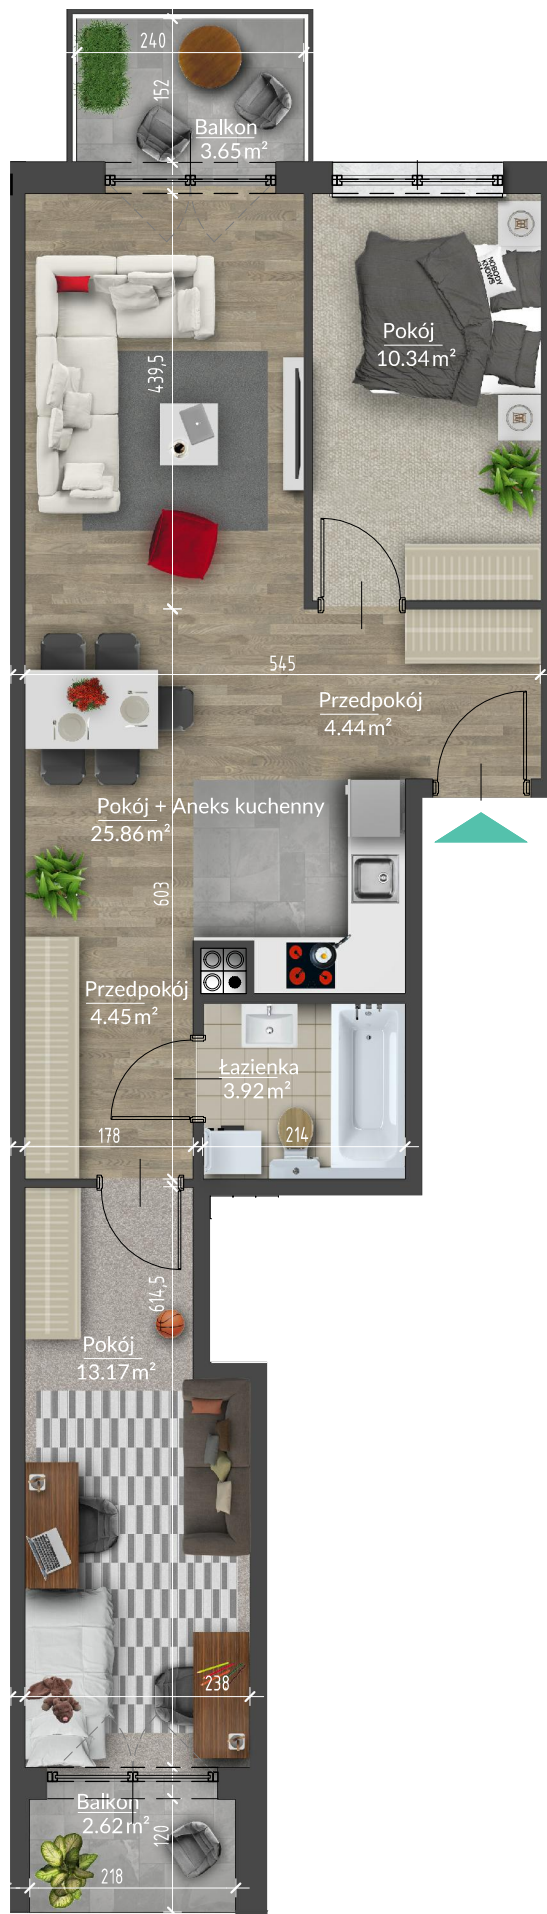 240
152
Balkon
3.65 m²
NOBODY
KNOWS
Pokój
10.34 m²
439,5
545
Przedpokój
4.44 m²
Pokój + Aneks kuchenny
25.86 m²
603
Przedpokój
4.45 m²
Łazienka
3.92 m²
178
214
614,5
Pokój
13.17 m²
238
Balkon
2.62 m²
120
218